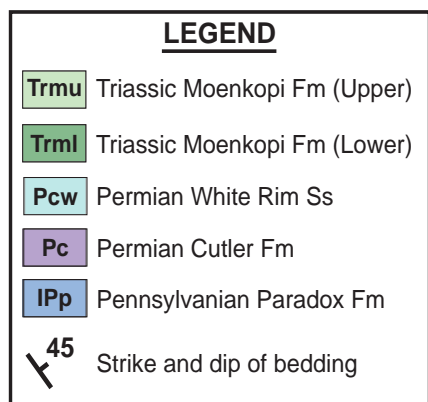 LEGEND
Trmu Triassic Moenkopi Fm (Upper)
Trml Triassic Moenkopi Fm (Lower)
Pcw Permian White Rim Ss
Pc Permian Cutler Fm
IPp Pennsylvanian Paradox Fm
45 Strike and dip of bedding